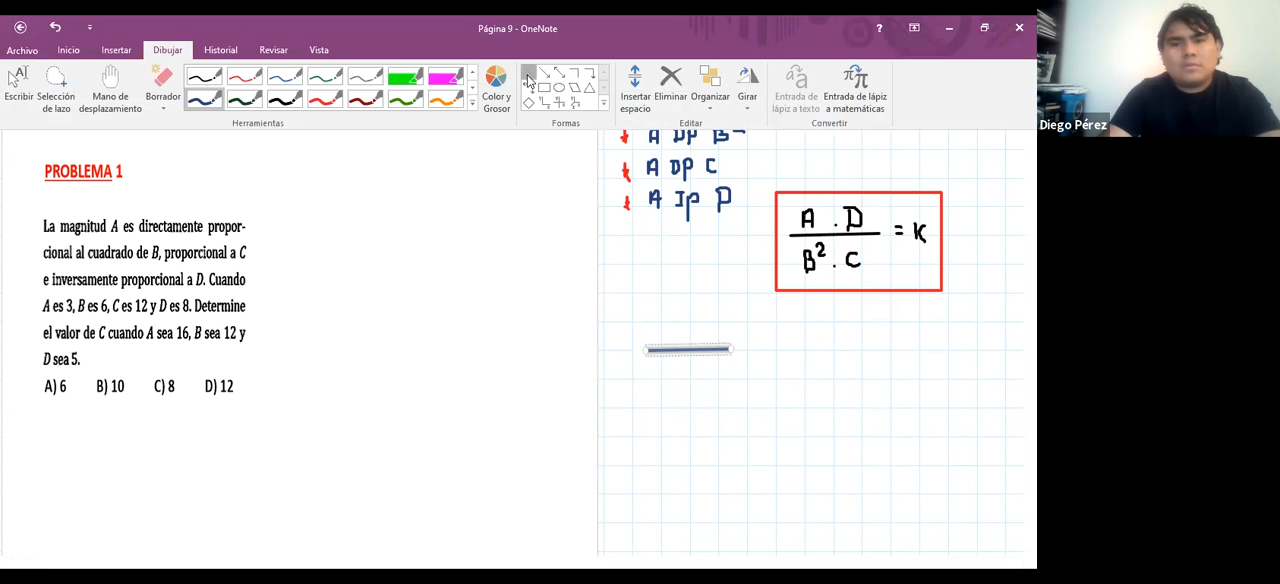 Página 9 - OneNote
?
Archivo Inicio Insertar Dibujar Historial Revisar Vista
Escribir
Selección de lazo
Mano de desplazamiento
Borrador
Color y Grosor
Insertar espacio
Eliminar
Organizar
Girar
Entrada de lápiz a texto
Entrada de lápiz a matemáticas
Herramientas
Formas
Editar
Convertir
Diego Pérez
PROBLEMA 1
La magnitud A es directamente propor-
cional al cuadrado de B, proporcional a C
e inversamente proporcional a D. Cuando
A es 3, B es 6, C es 12 y D es 8. Determine
el valor de C cuando A sea 16, B sea 12 y
D sea 5.
A) 6 B) 10 C) 8 D) 12
A DP B²
A DP C
A IP D
A . D
= K
B² . C